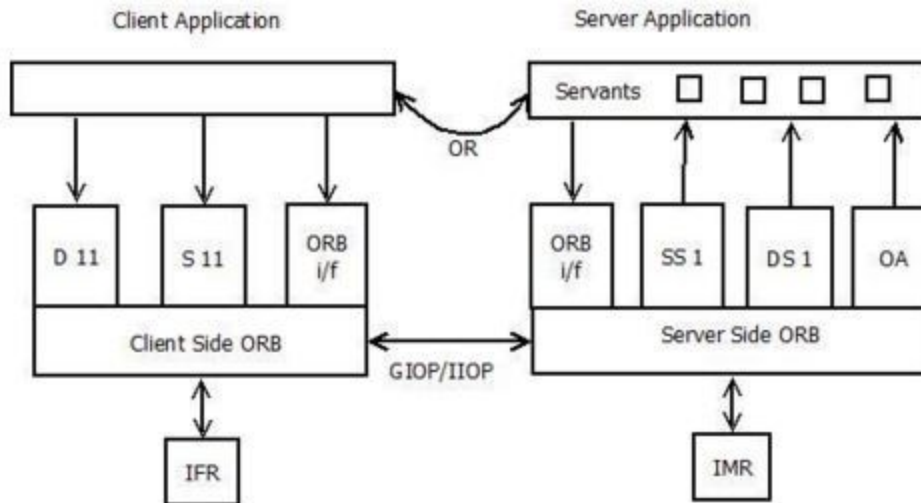 Client Application
Server Application
Servants
OR
D 11
S 11
ORB
i/f
ORB
i/f
SS 1
DS 1
OA
Client Side ORB
GIOP/IIOP
Server Side ORB
IFR
IMR